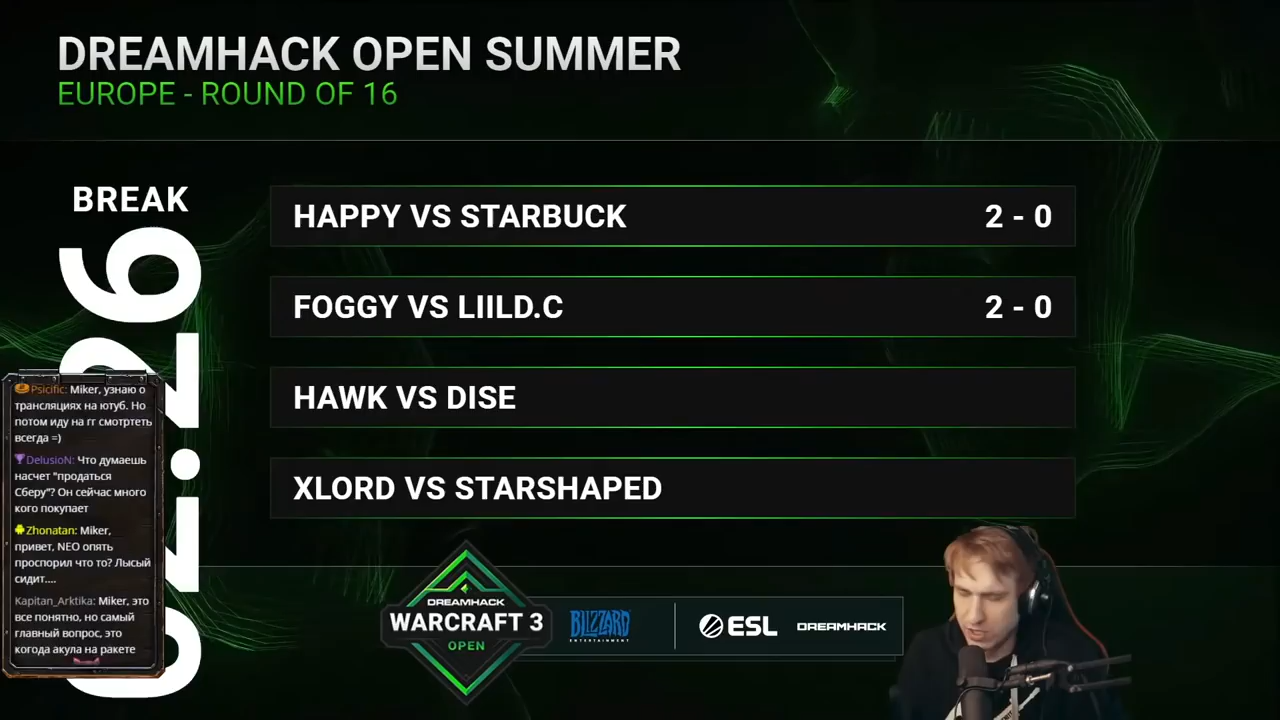 DREAMHACK OPEN SUMMER
EUROPE - ROUND OF 16
BREAK
02:26
HAPPY VS STARBUCK 2 - 0
FOGGY VS LIILD.C 2 - 0
HAWK VS DISE
XLORD VS STARSHAPED
Psicific: Miker, узнаю о
трансляциях на ютуб. Но
потом иду на гг смотртеть
всегда =)
DelusioN: Что думаешь
насчет "продаться
Сберу"? Он сейчас много
кого покупает
Zhonatan: Miker,
привет, NEO опять
проспорил что то? Лысый
сидит....
Kapitan_Arktika: Miker, это
все понятно, но самый
главный вопрос, это
когода акула на ракете
DREAMHACK
WARCRAFT 3
OPEN
BLIZZARD
ENTERTAINMENT
ESL
DREAMHACK